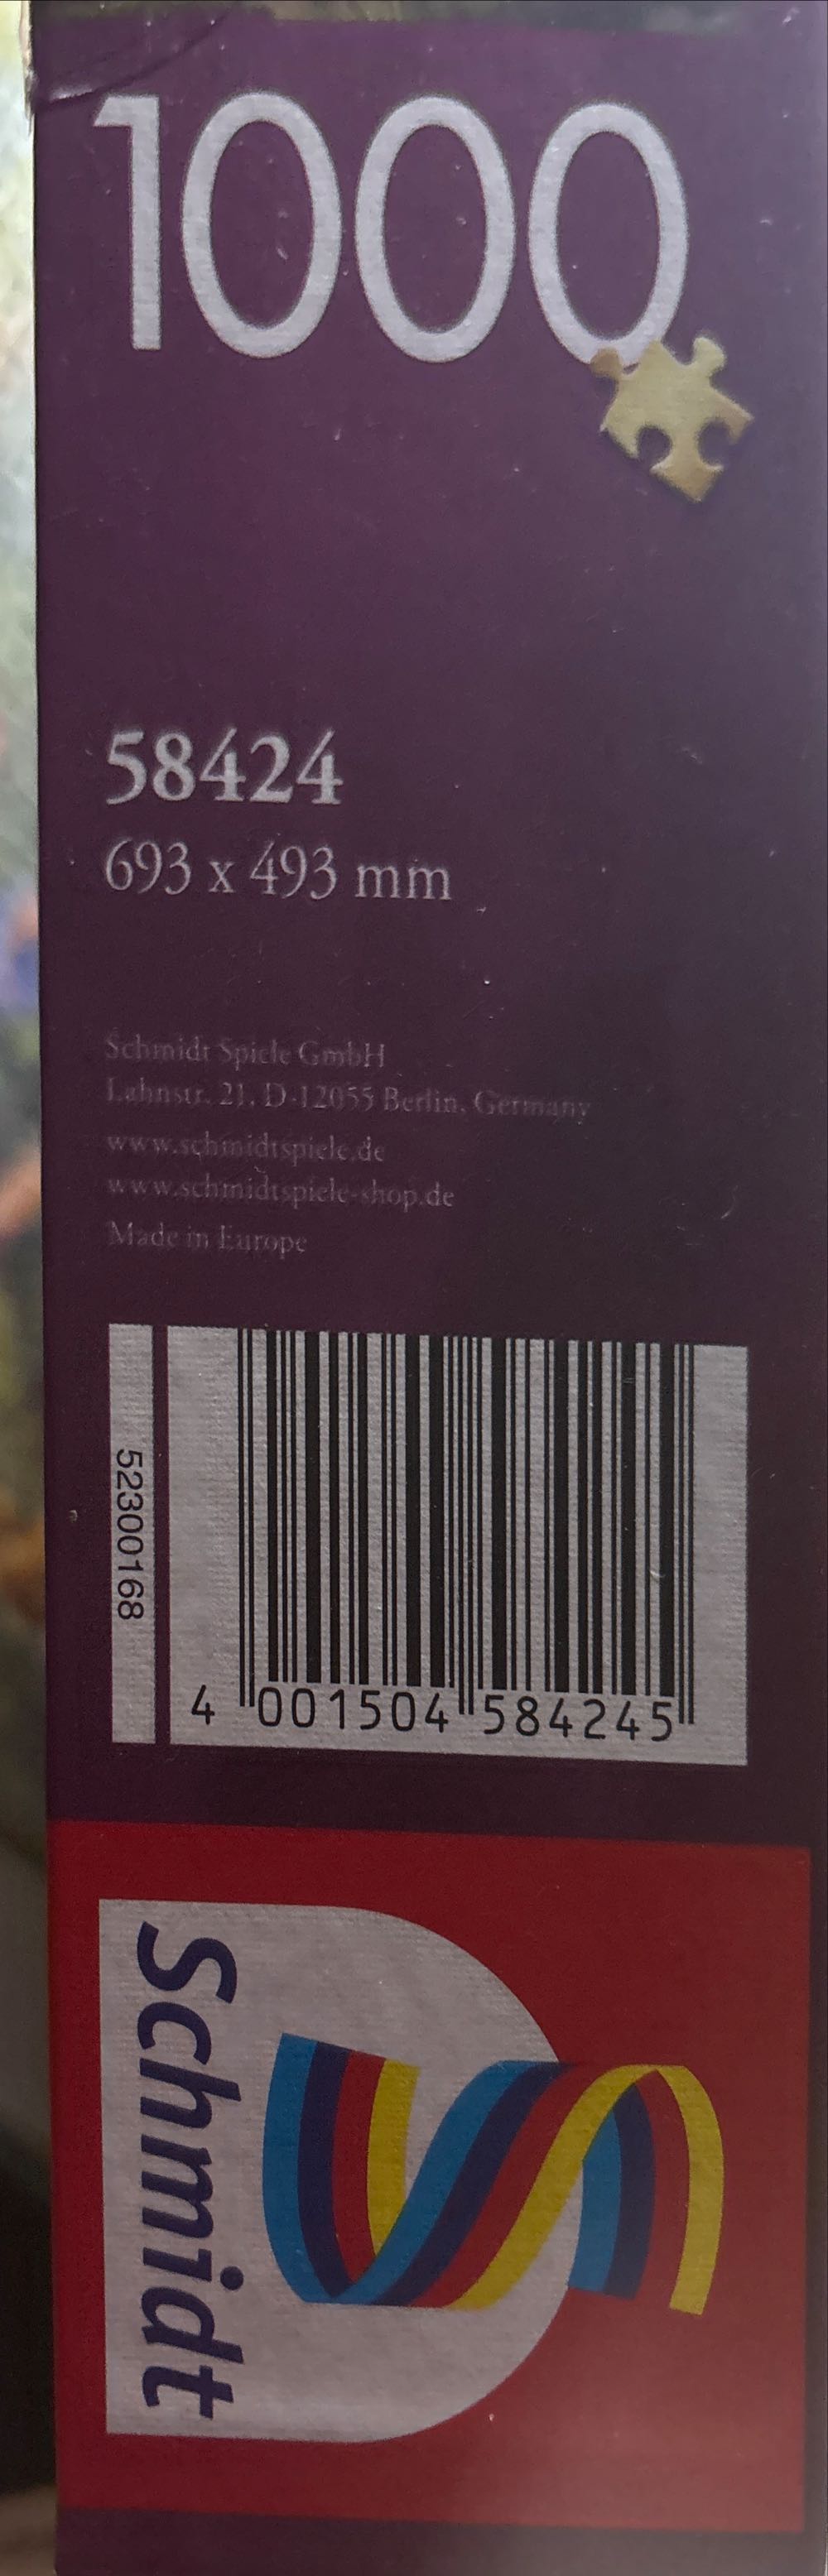 1000
58424
693 x 493 mm
Schmidt Spiele GmbH
Lahnstr. 21, D-12055 Berlin, Germany
www.schmidtspiele.de
www.schmidtspiele-shop.de
Made in Europe
52300168
4 001504 584245
Schmidt